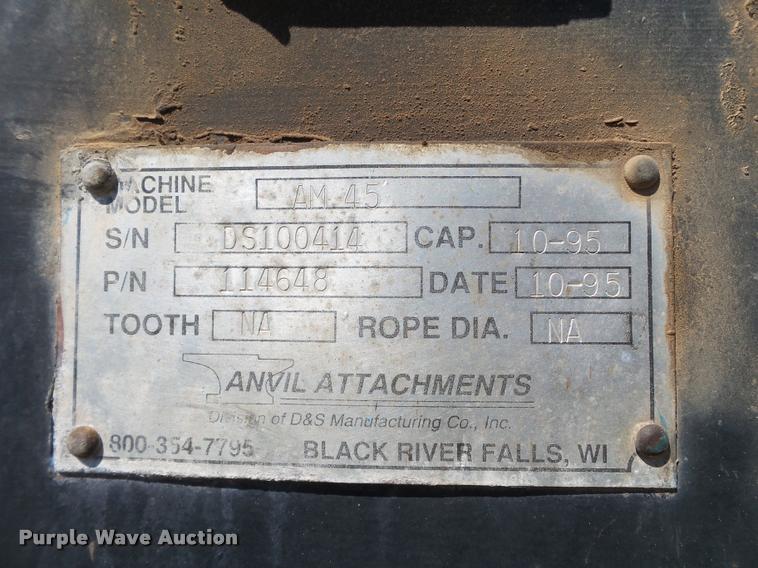 MACHINE MODEL AM 45
S/N DS100414 CAP. 10-95
P/N 114648 DATE 10-95
TOOTH NA ROPE DIA. NA
ANVIL ATTACHMENTS
Division of D&S Manufacturing Co., Inc.
800-354-7795 BLACK RIVER FALLS, WI
Purple Wave Auction